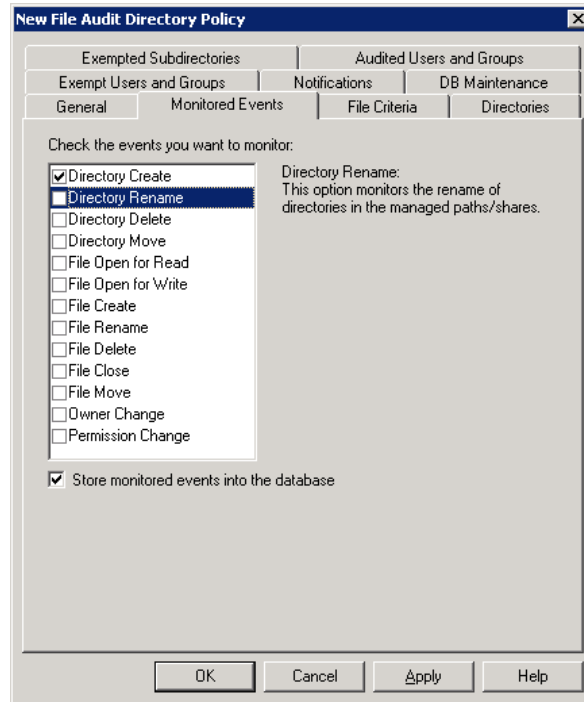 New File Audit Directory Policy
Exempted Subdirectories
Audited Users and Groups
Exempt Users and Groups
Notifications
DB Maintenance
General
Monitored Events
File Criteria
Directories
Check the events you want to monitor:
Directory Create
Directory Rename
Directory Delete
Directory Move
File Open for Read
File Open for Write
File Create
File Rename
File Delete
File Close
File Move
Owner Change
Permission Change
Directory Rename:
This option monitors the rename of
directories in the managed paths/shares.
Store monitored events into the database
OK
Cancel
Apply
Help